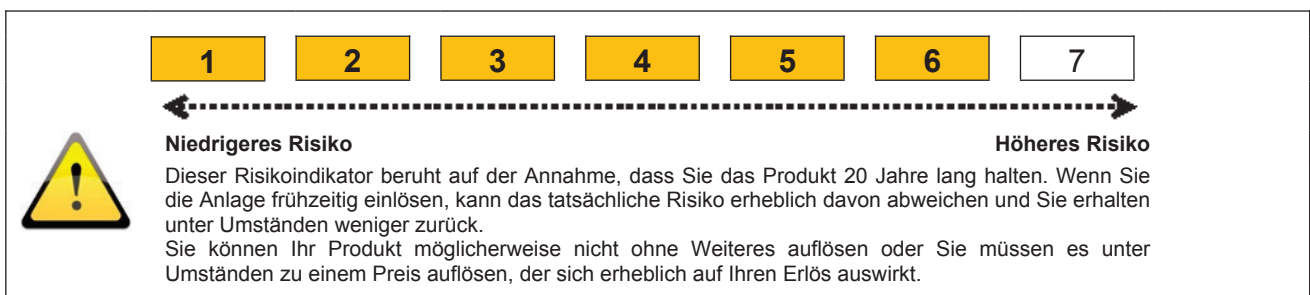 1 2 3 4 5 6 7
Niedrigeres Risiko Höheres Risiko
Dieser Risikoindikator beruht auf der Annahme, dass Sie das Produkt 20 Jahre lang halten. Wenn Sie
die Anlage frühzeitig einlösen, kann das tatsächliche Risiko erheblich davon abweichen und Sie erhalten
unter Umständen weniger zurück.
Sie können Ihr Produkt möglicherweise nicht ohne Weiteres auflösen oder Sie müssen es unter
Umständen zu einem Preis auflösen, der sich erheblich auf Ihren Erlös auswirkt.